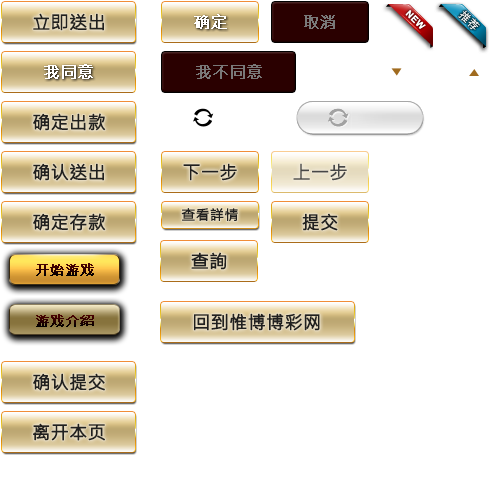 立即送出
确定
取消
NEW
推荐
我同意
我不同意
确定出款
确认送出
下一步
上一步
确定存款
查看詳情
提交
查詢
开始游戏
游戏介紹
回到惟博博彩网
确认提交
离开本页